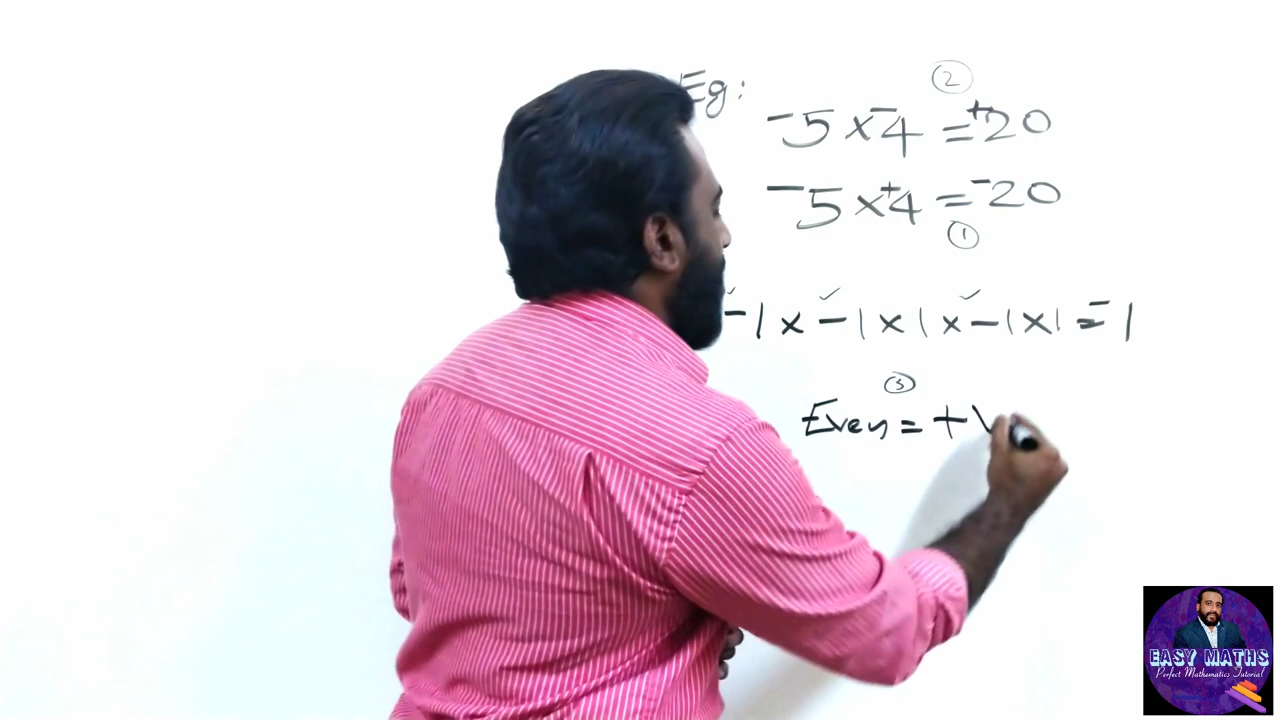 Eg:
②
-5 x -4 = +20
-5 x +4 = -20
①
-1 x -1 x 1 x -1 x 1 = -1
③
Even = +V
EASY MATHS
Perfect Mathematics Tutorial